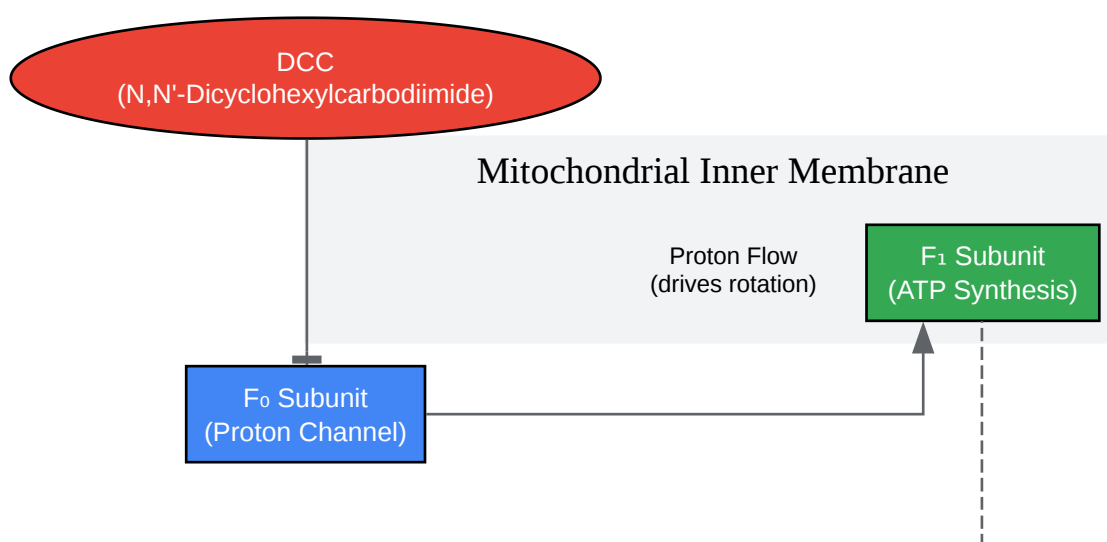 DCC
(N,N'-Dicyclohexylcarbodiimide)
Mitochondrial Inner Membrane
Proton Flow
(drives rotation)
F₁ Subunit
(ATP Synthesis)
F₀ Subunit
(Proton Channel)